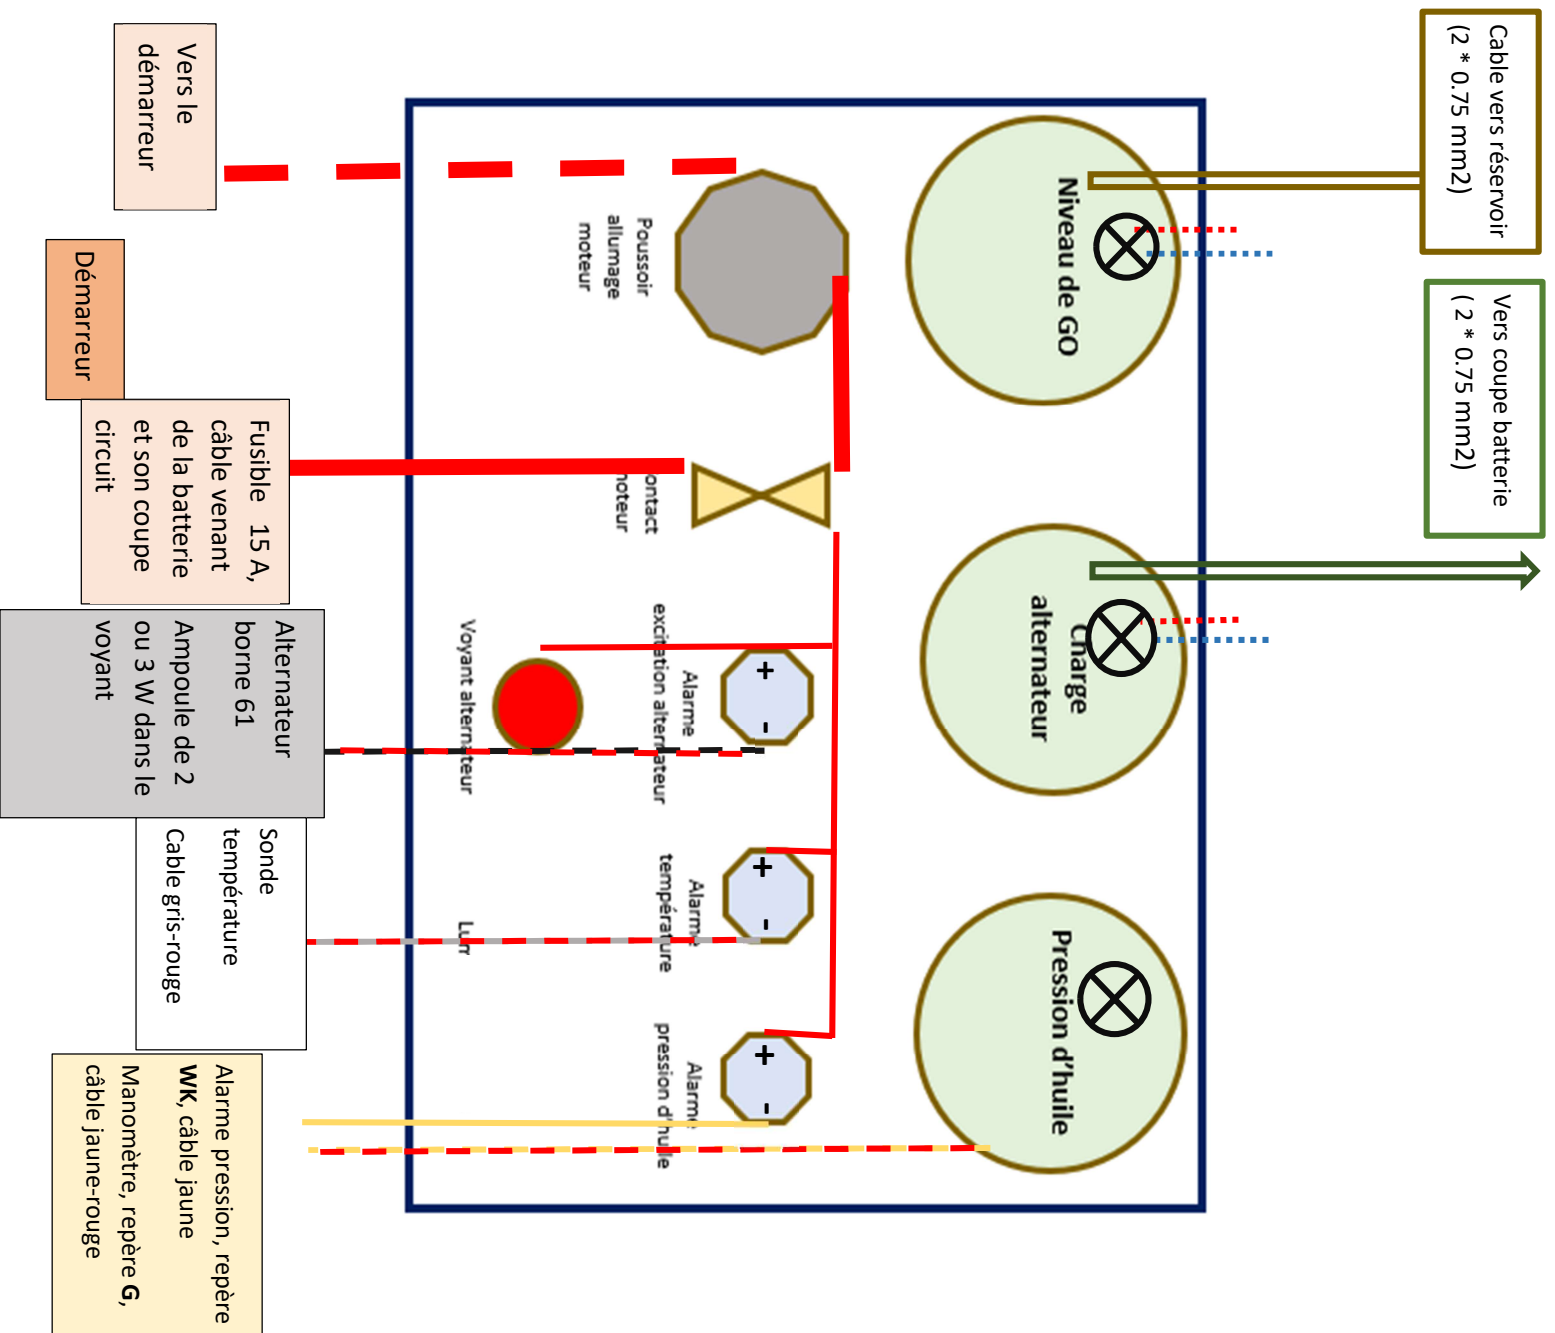 Cable vers réservoir
(2 * 0.75 mm2)
Vers coupe batterie
( 2 * 0.75 mm2)
Niveau de GO
Charge
alternateur
Pression d'huile
Poussoir
allumage
moteur
ontact
noteur
Alarme
excitation alternateur
+
-
Alarme
température
+
-
Alarme
pression d'huile
+
-
Voyant alternateur
Lum
Vers le
démarreur
Démarreur
Fusible 15 A,
câble venant
de la batterie
et son coupe
circuit
Alternateur
borne 61
Ampoule de 2
ou 3 W dans le
voyant
Sonde
température
Cable gris-rouge
Alarme pression, repère
WK, câble jaune
Manomètre, repère G,
câble jaune-rouge